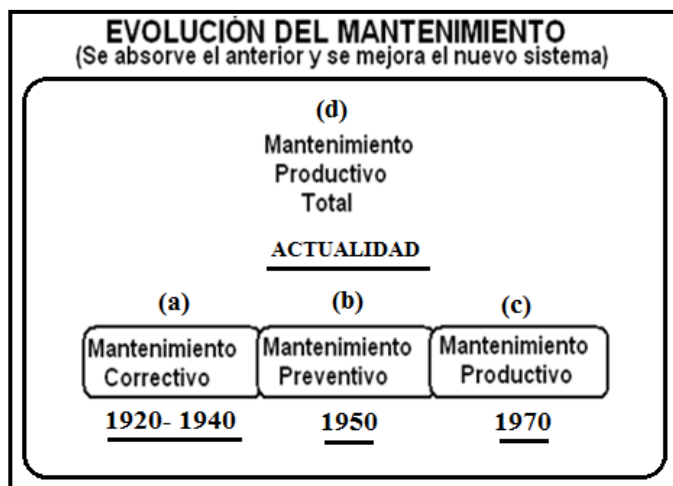 EVOLUCIÓN DEL MANTENIMIENTO
(Se absorve el anterior y se mejora el nuevo sistema)
(d)
Mantenimiento
Productivo
Total
ACTUALIDAD
(a) (b) (c)
Mantenimiento Mantenimiento Mantenimiento
Correctivo Preventivo Productivo
1920- 1940 1950 1970